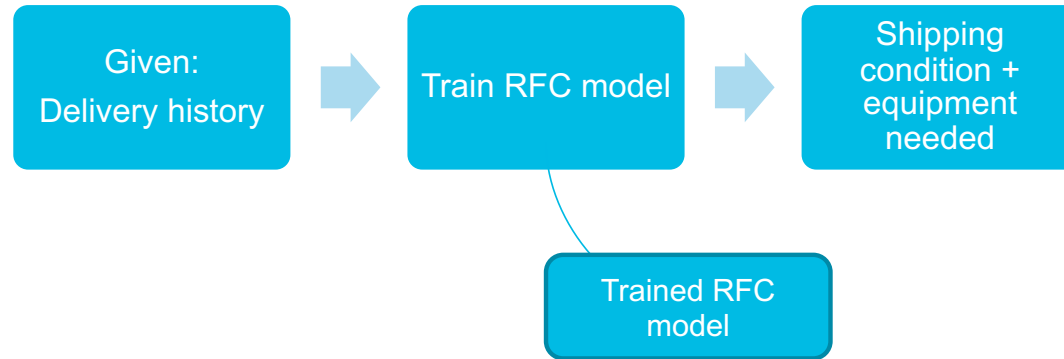 Given:
Delivery history
Train RFC model
Shipping
condition +
equipment
needed
Trained RFC
model